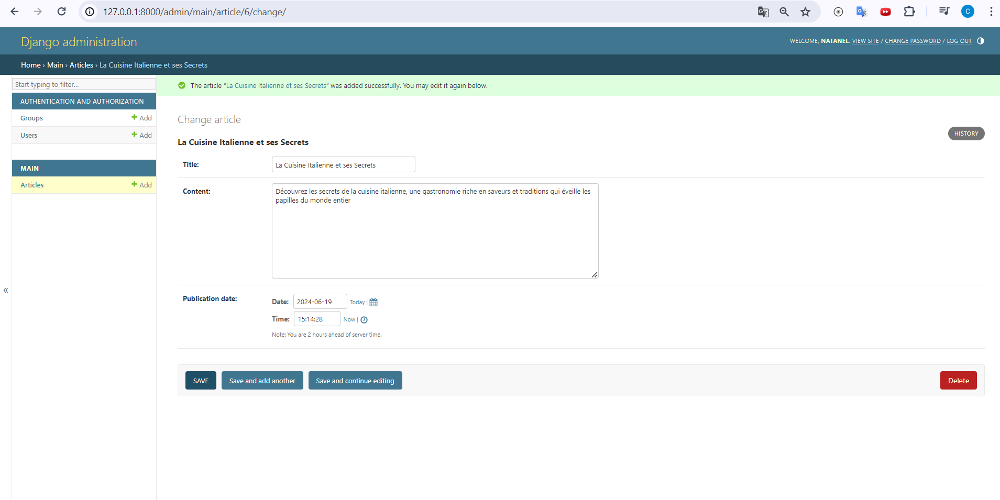 127.0.0.1:8000/admin/main/article/6/change/
C
Django administration
WELCOME, NATANEL. VIEW SITE / CHANGE PASSWORD / LOG OUT
Home › Main › Articles › La Cuisine Italienne et ses Secrets
Start typing to filter...
AUTHENTICATION AND AUTHORIZATION
Groups + Add
Users + Add
MAIN
Articles + Add
«
The article “La Cuisine Italienne et ses Secrets” was added successfully. You may edit it again below.
Change article
HISTORY
La Cuisine Italienne et ses Secrets
Title: La Cuisine Italienne et ses Secrets
Content: Découvrez les secrets de la cuisine italienne, une gastronomie riche en saveurs et traditions qui éveille les
papilles du monde entier
Publication date:
Date: 2024-06-19 Today |
Time: 15:14:28 Now |
Note: You are 2 hours ahead of server time.
SAVE Save and add another Save and continue editing Delete